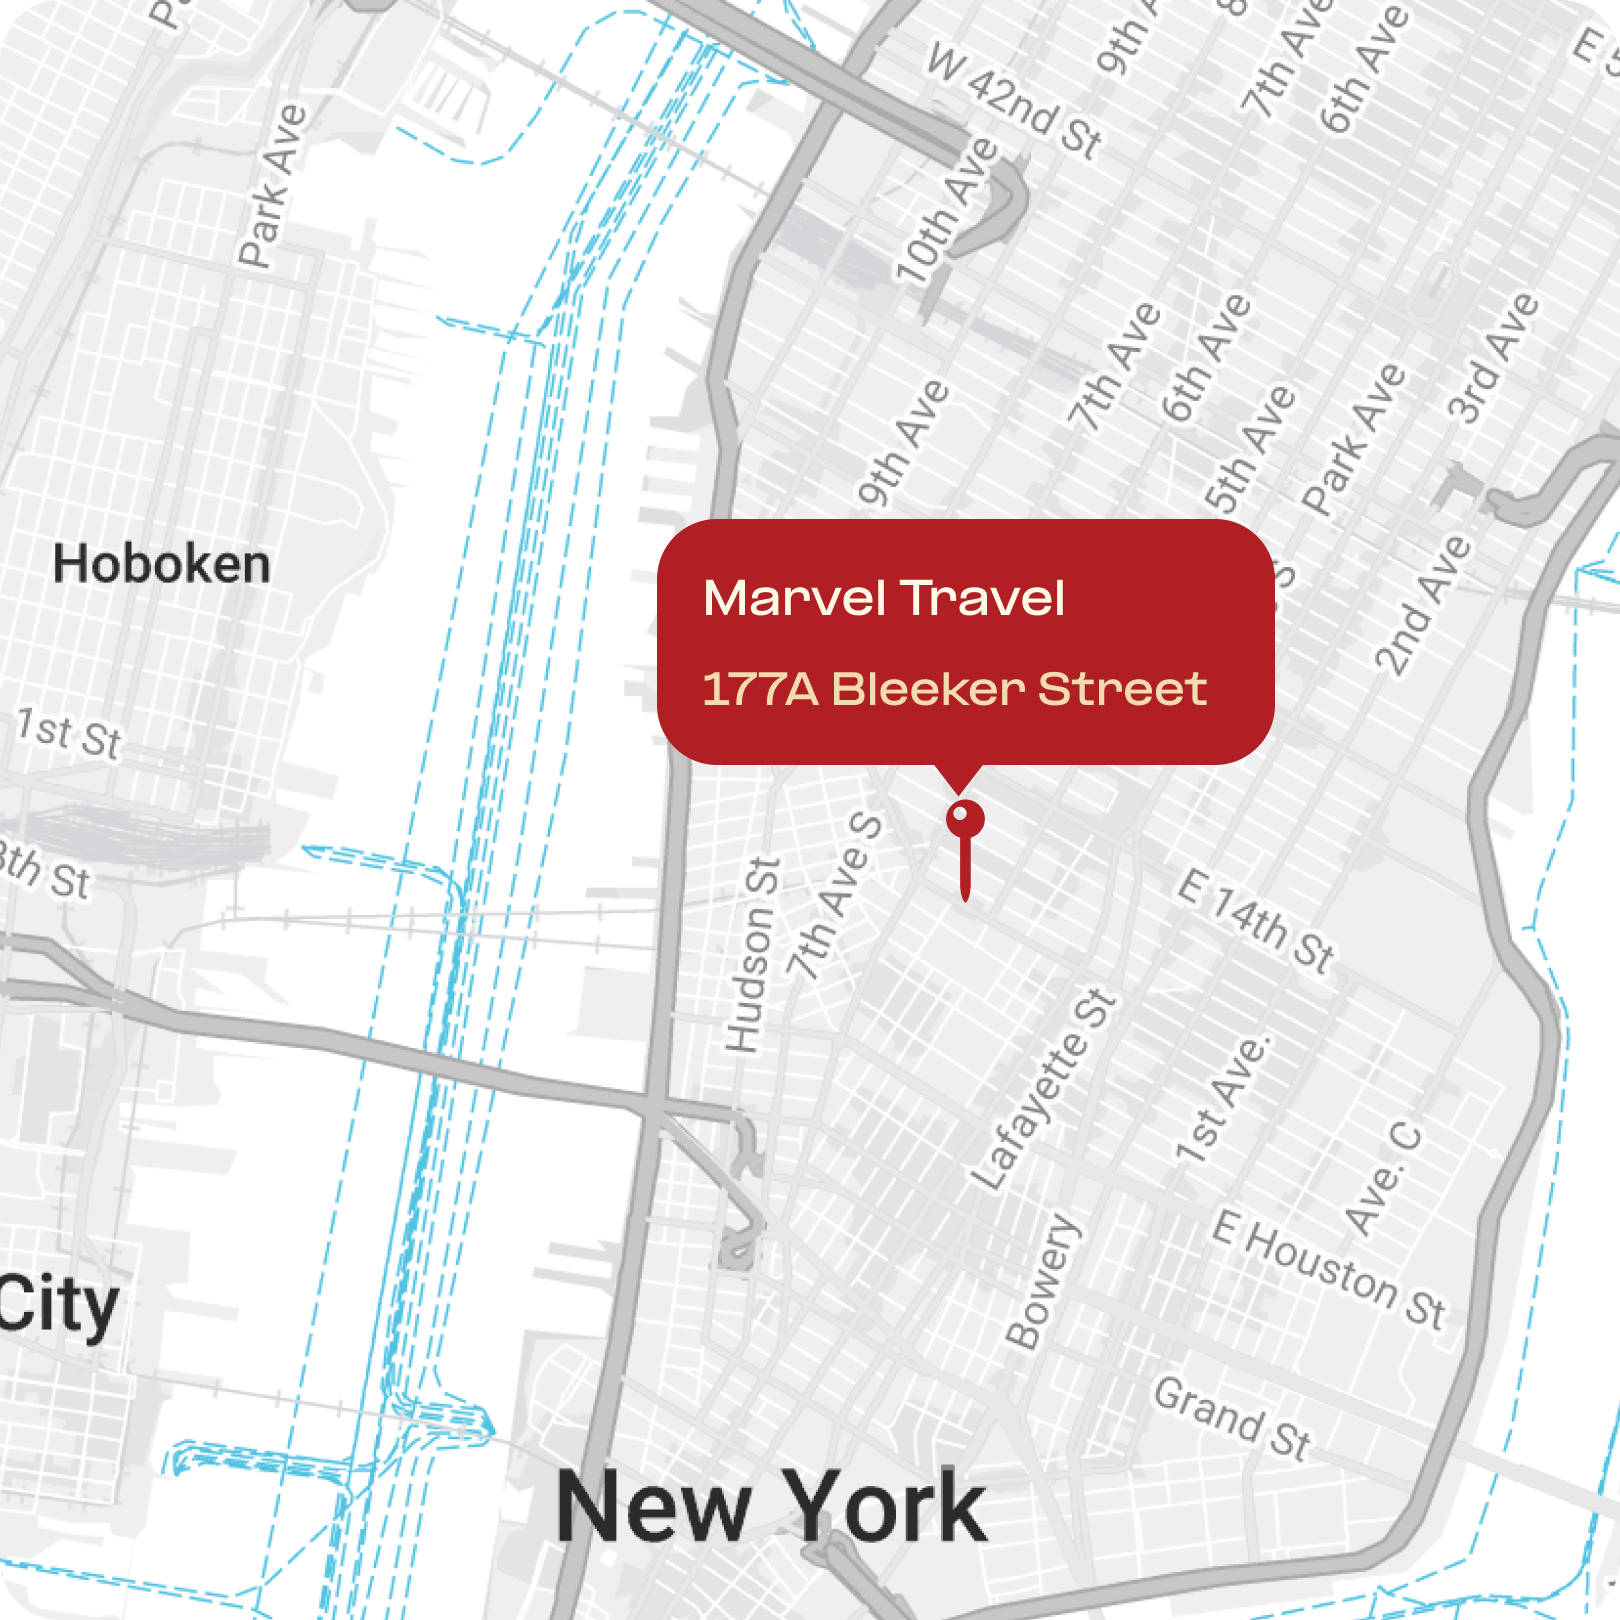 W 42nd St
9th A
7th Ave
6th Ave
E 5
Park Ave
10th Ave
7th Ave
6th Ave
3rd Ave
9th Ave
5th Ave
Park Ave
2nd Ave
Hoboken
Marvel Travel
177A Bleeker Street
1st St
8th St
Hudson St
7th Ave S
E 14th St
Lafayette St
1st Ave.
Ave. C
E Houston St
Bowery
City
Grand St
New York